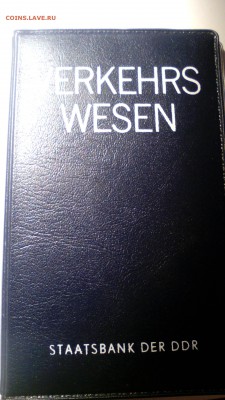 COINS.LAVE.RU
VERKEHRS
WESEN
STAATSBANK DER DDR